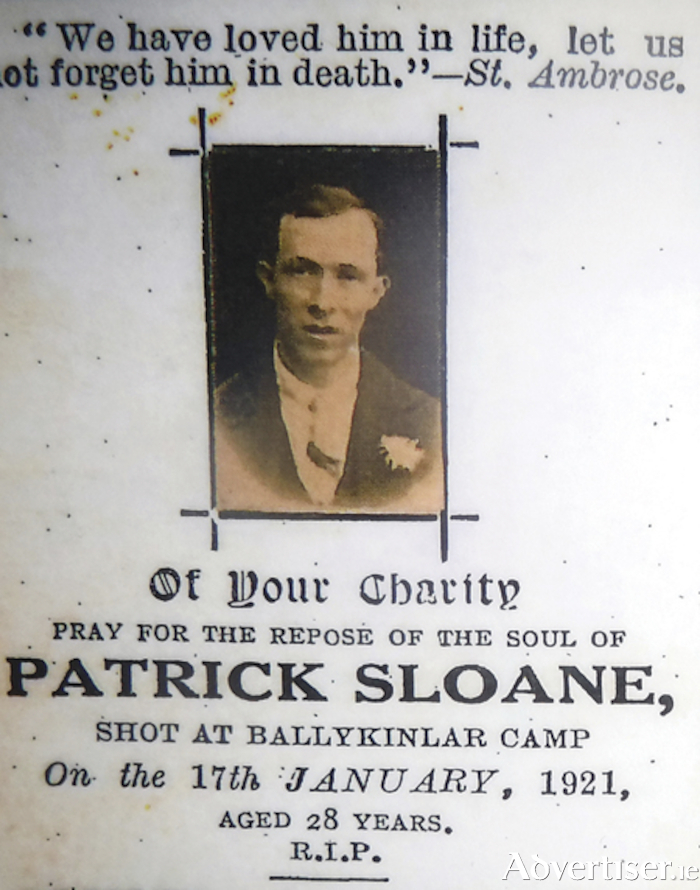 “We have loved him in life, let us
ot forget him in death.”—St. Ambrose.
Of Your Charity
PRAY FOR THE REPOSE OF THE SOUL OF
PATRICK SLOANE,
SHOT AT BALLYKINLAR CAMP
On the 17th JANUARY, 1921,
AGED 28 YEARS.
R.I.P.
Advertiser.ie